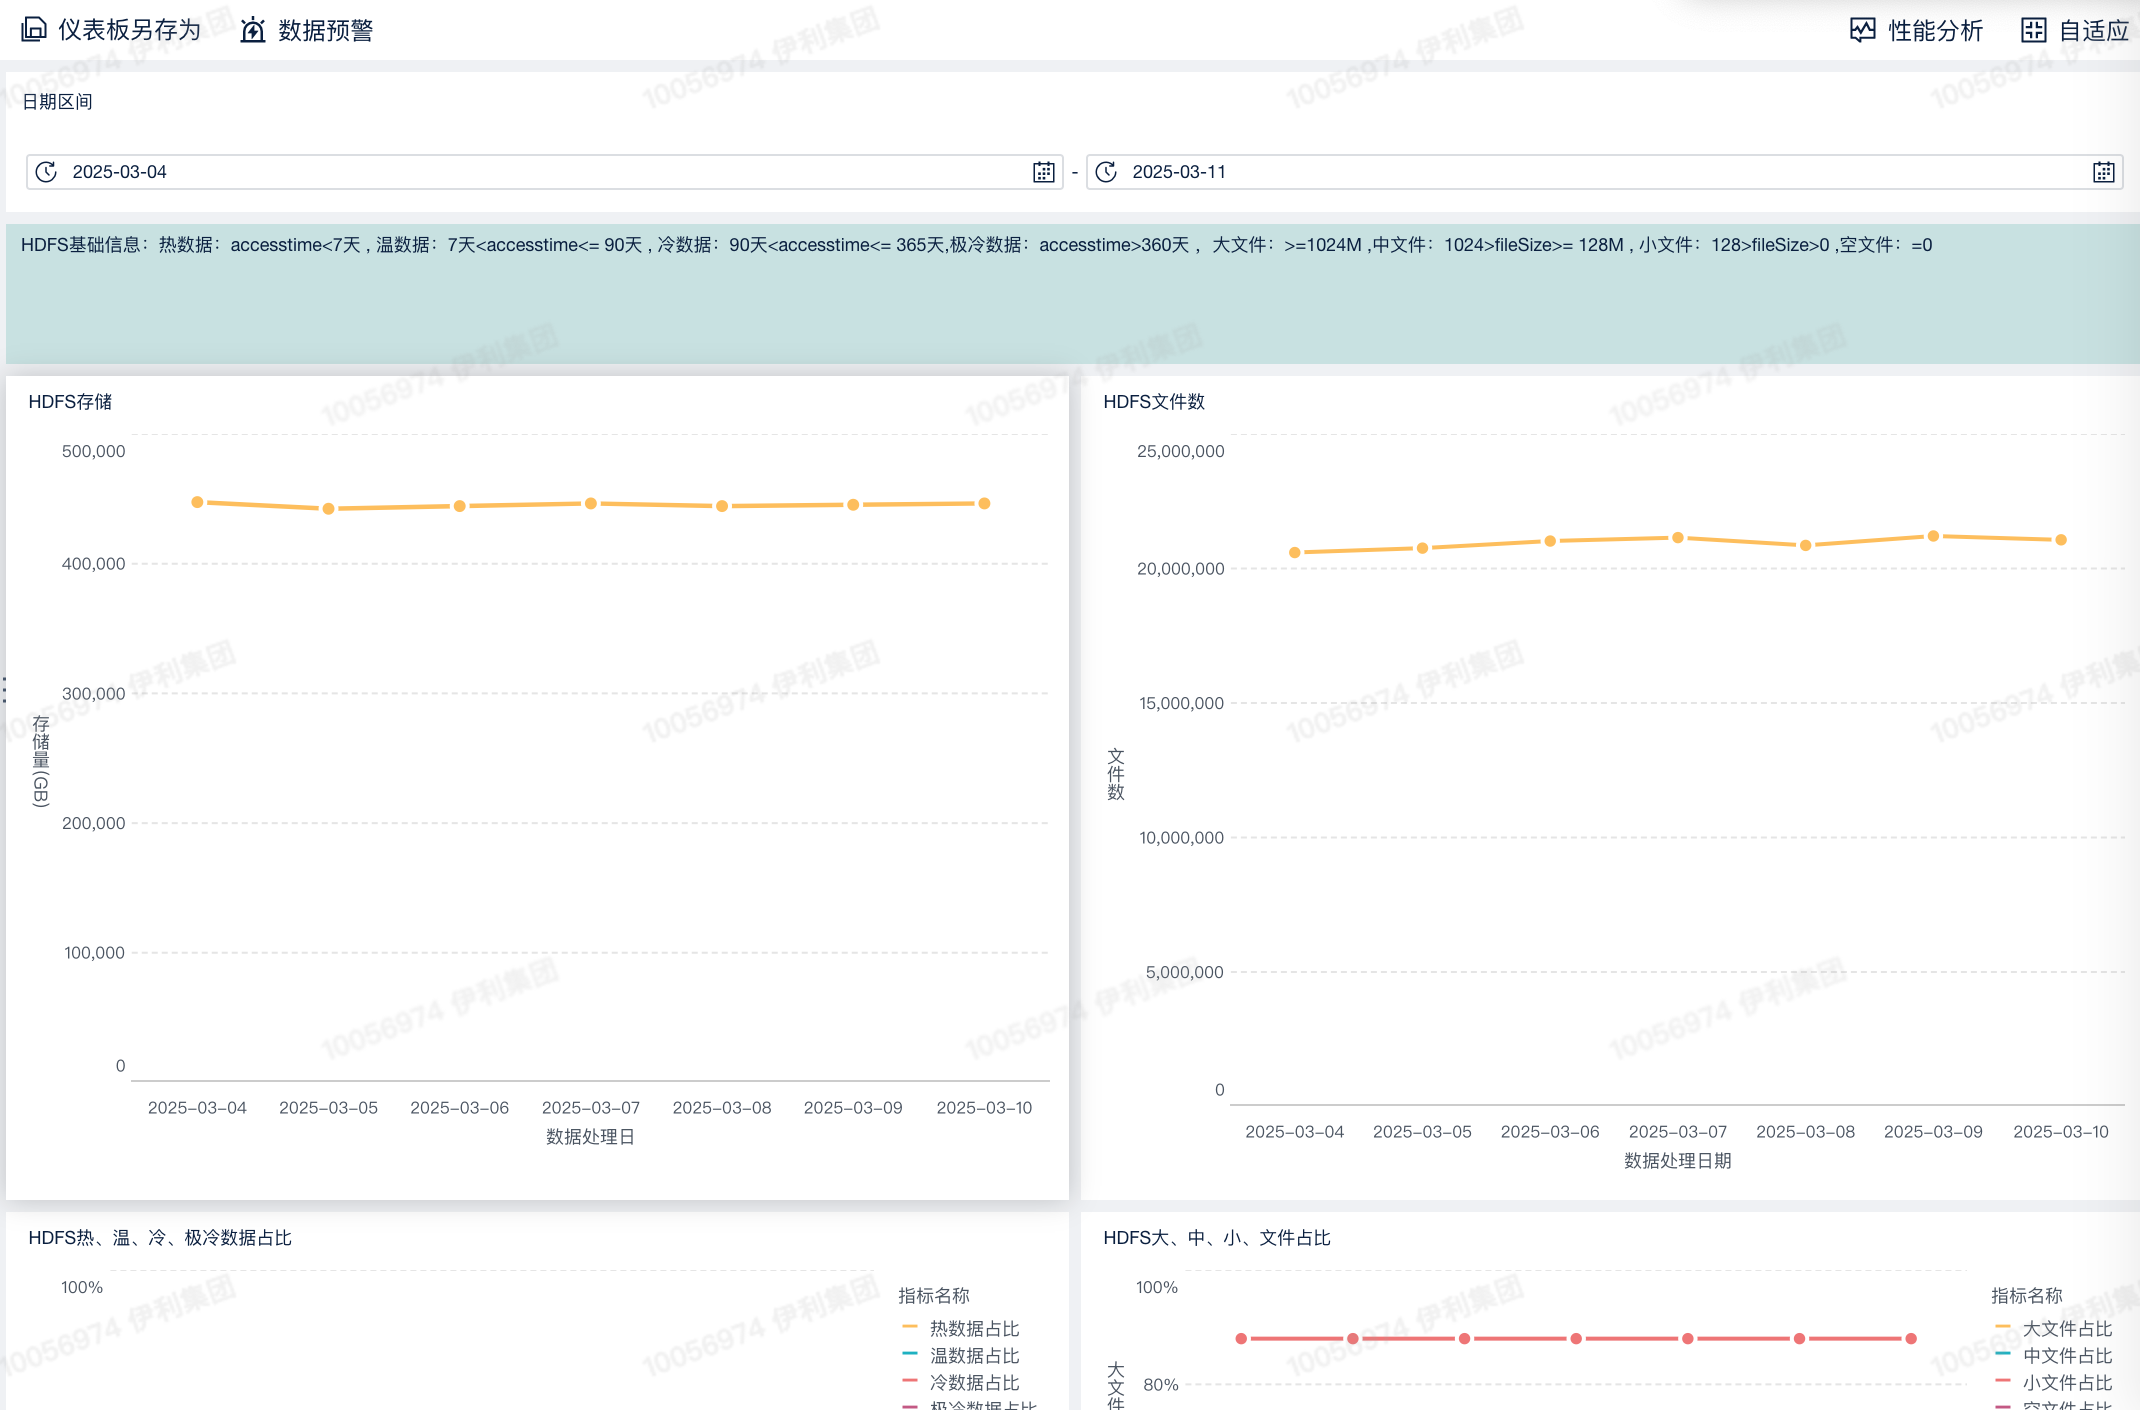 仪表板另存为
数据预警
性能分析
自适应
日期区间
2025-03-04
-
2025-03-11
HDFS基础信息：热数据：accesstime<7天 , 温数据：7天<accesstime<= 90天 , 冷数据：90天<accesstime<= 365天,极冷数据：accesstime>360天 ， 大文件：>=1024M ,中文件：1024>fileSize>= 128M , 小文件：128>fileSize>0 ,空文件：=0
HDFS存储
500,000
400,000
300,000
200,000
100,000
0
存储量(GB)
2025-03-04
2025-03-05
2025-03-06
2025-03-07
2025-03-08
2025-03-09
2025-03-10
数据处理日
HDFS文件数
25,000,000
20,000,000
15,000,000
10,000,000
5,000,000
0
文件数
2025-03-04
2025-03-05
2025-03-06
2025-03-07
2025-03-08
2025-03-09
2025-03-10
数据处理日期
HDFS热、温、冷、极冷数据占比
100%
指标名称
热数据占比
温数据占比
冷数据占比
极冷数据占比
HDFS大、中、小、文件占比
100%
80%
大文件
指标名称
大文件占比
中文件占比
小文件占比
空文件占比
10056974 伊利集团